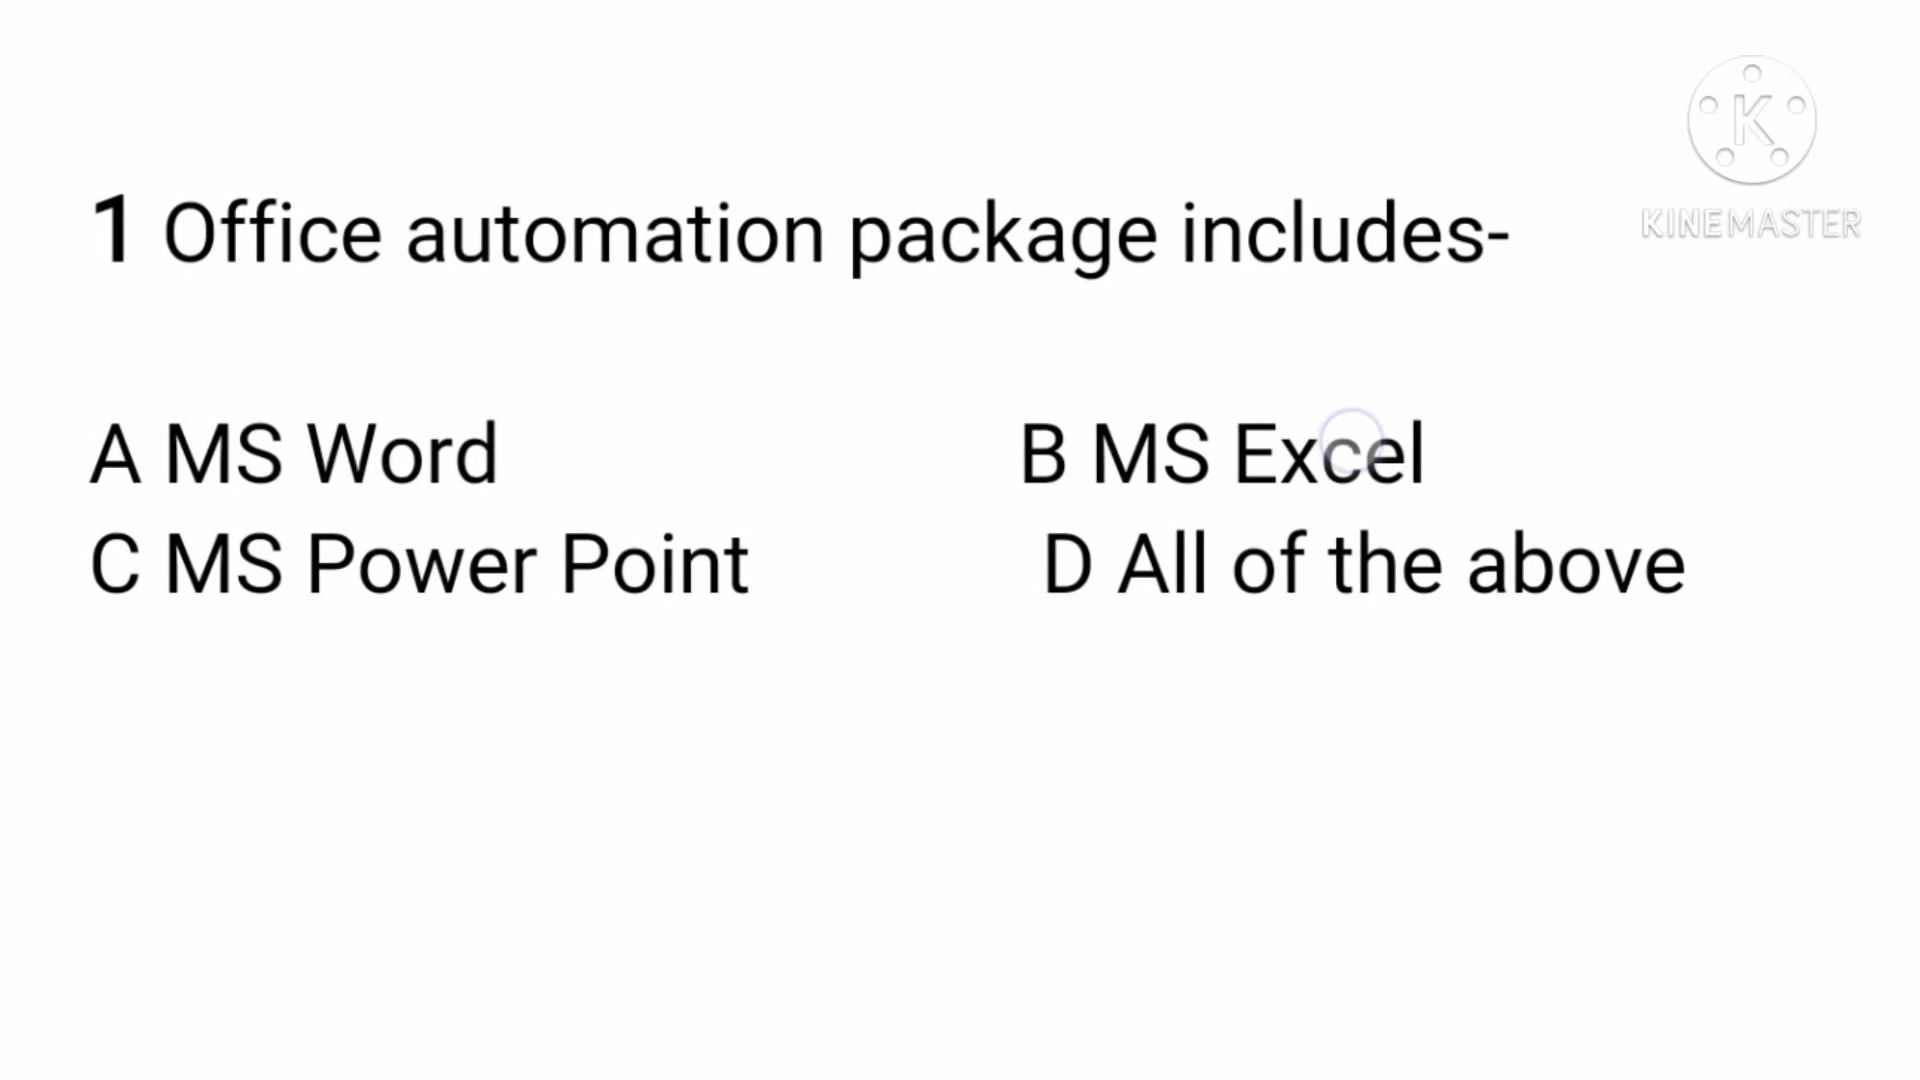 K
KINEMASTER
1 Office automation package includes-
A MS Word B MS Excel
C MS Power Point D All of the above